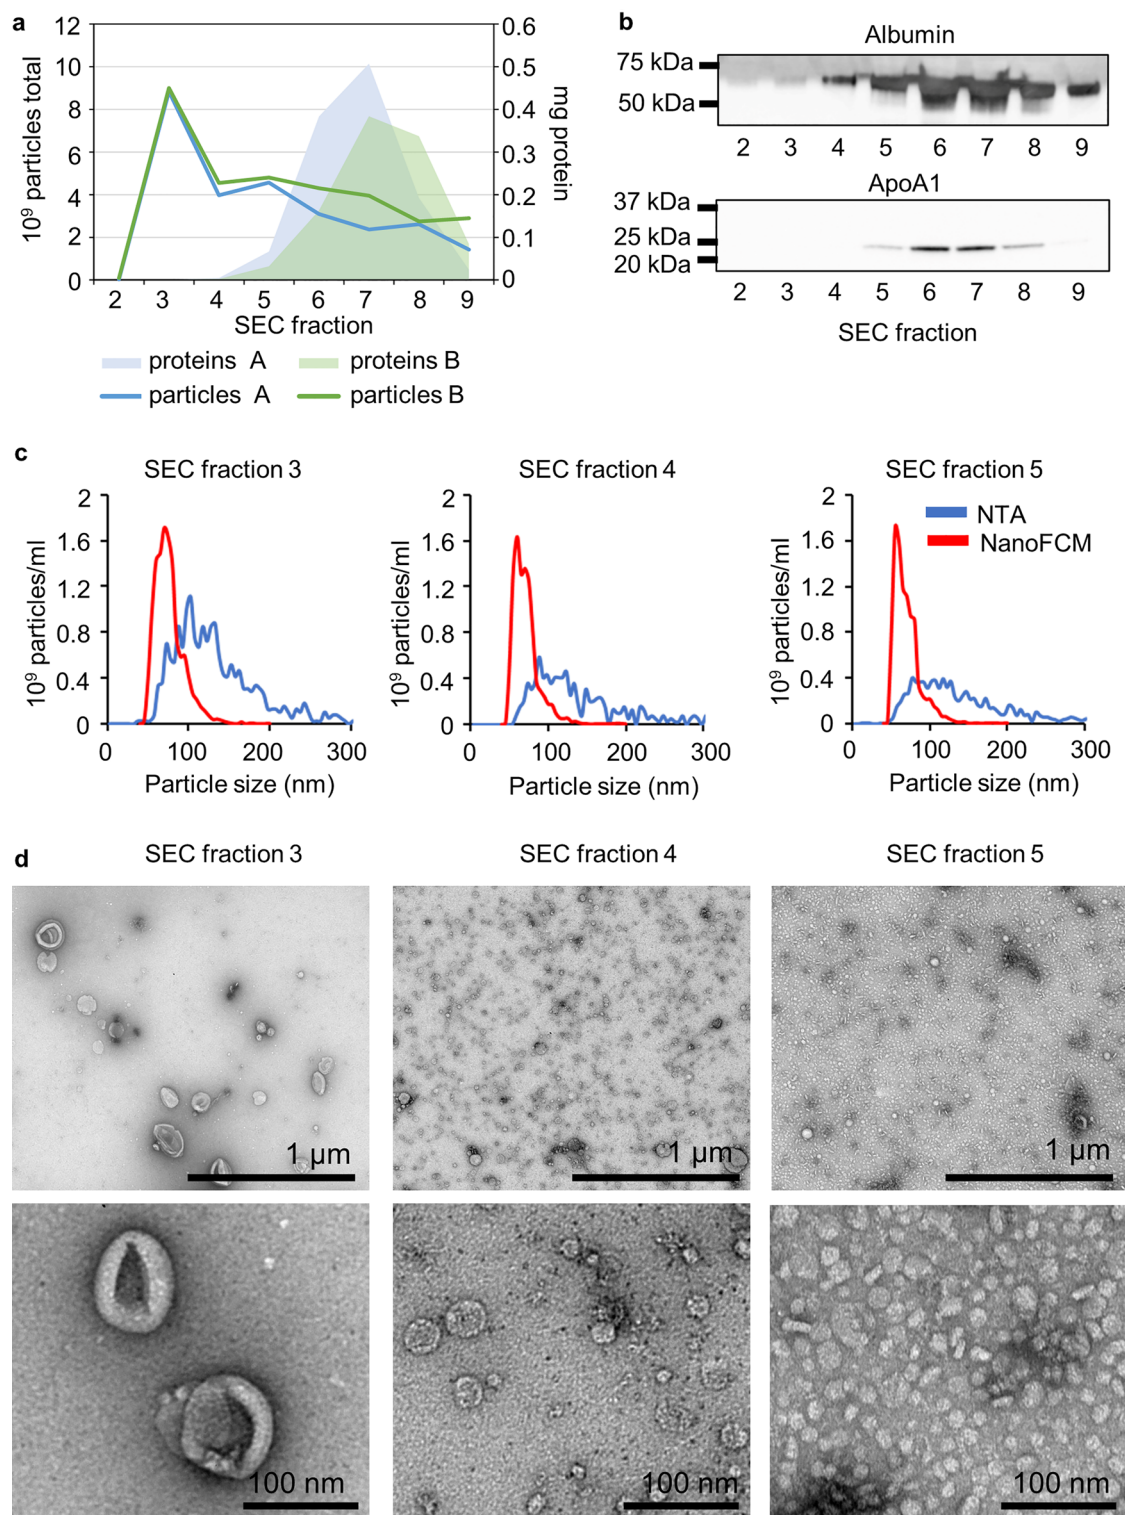 a
12
10
8
6
4
2
0
10⁹ particles total
0.6
0.5
0.4
0.3
0.2
0.1
0
mg protein
2 3 4 5 6 7 8 9
SEC fraction
proteins A
proteins B
particles A
particles B
b
Albumin
75 kDa
50 kDa
2 3 4 5 6 7 8 9
ApoA1
37 kDa
25 kDa
20 kDa
2 3 4 5 6 7 8 9
SEC fraction
c
SEC fraction 3
2
1.6
1.2
0.8
0.4
0
10⁹ particles/ml
0 100 200 300
Particle size (nm)
SEC fraction 4
2
1.6
1.2
0.8
0.4
0
10⁹ particles/ml
0 100 200 300
Particle size (nm)
SEC fraction 5
2
1.6
1.2
0.8
0.4
0
10⁹ particles/ml
NTA
NanoFCM
0 100 200 300
Particle size (nm)
d
SEC fraction 3
SEC fraction 4
SEC fraction 5
1 µm
1 µm
1 µm
100 nm
100 nm
100 nm